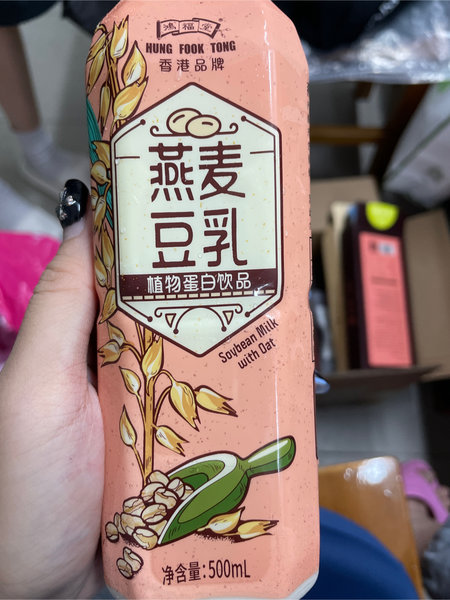 鴻福堂
HUNG FOOK TONG
香港品牌
燕麦
豆乳
植物蛋白饮品
Soybean Milk
with Oat
净含量:500mL